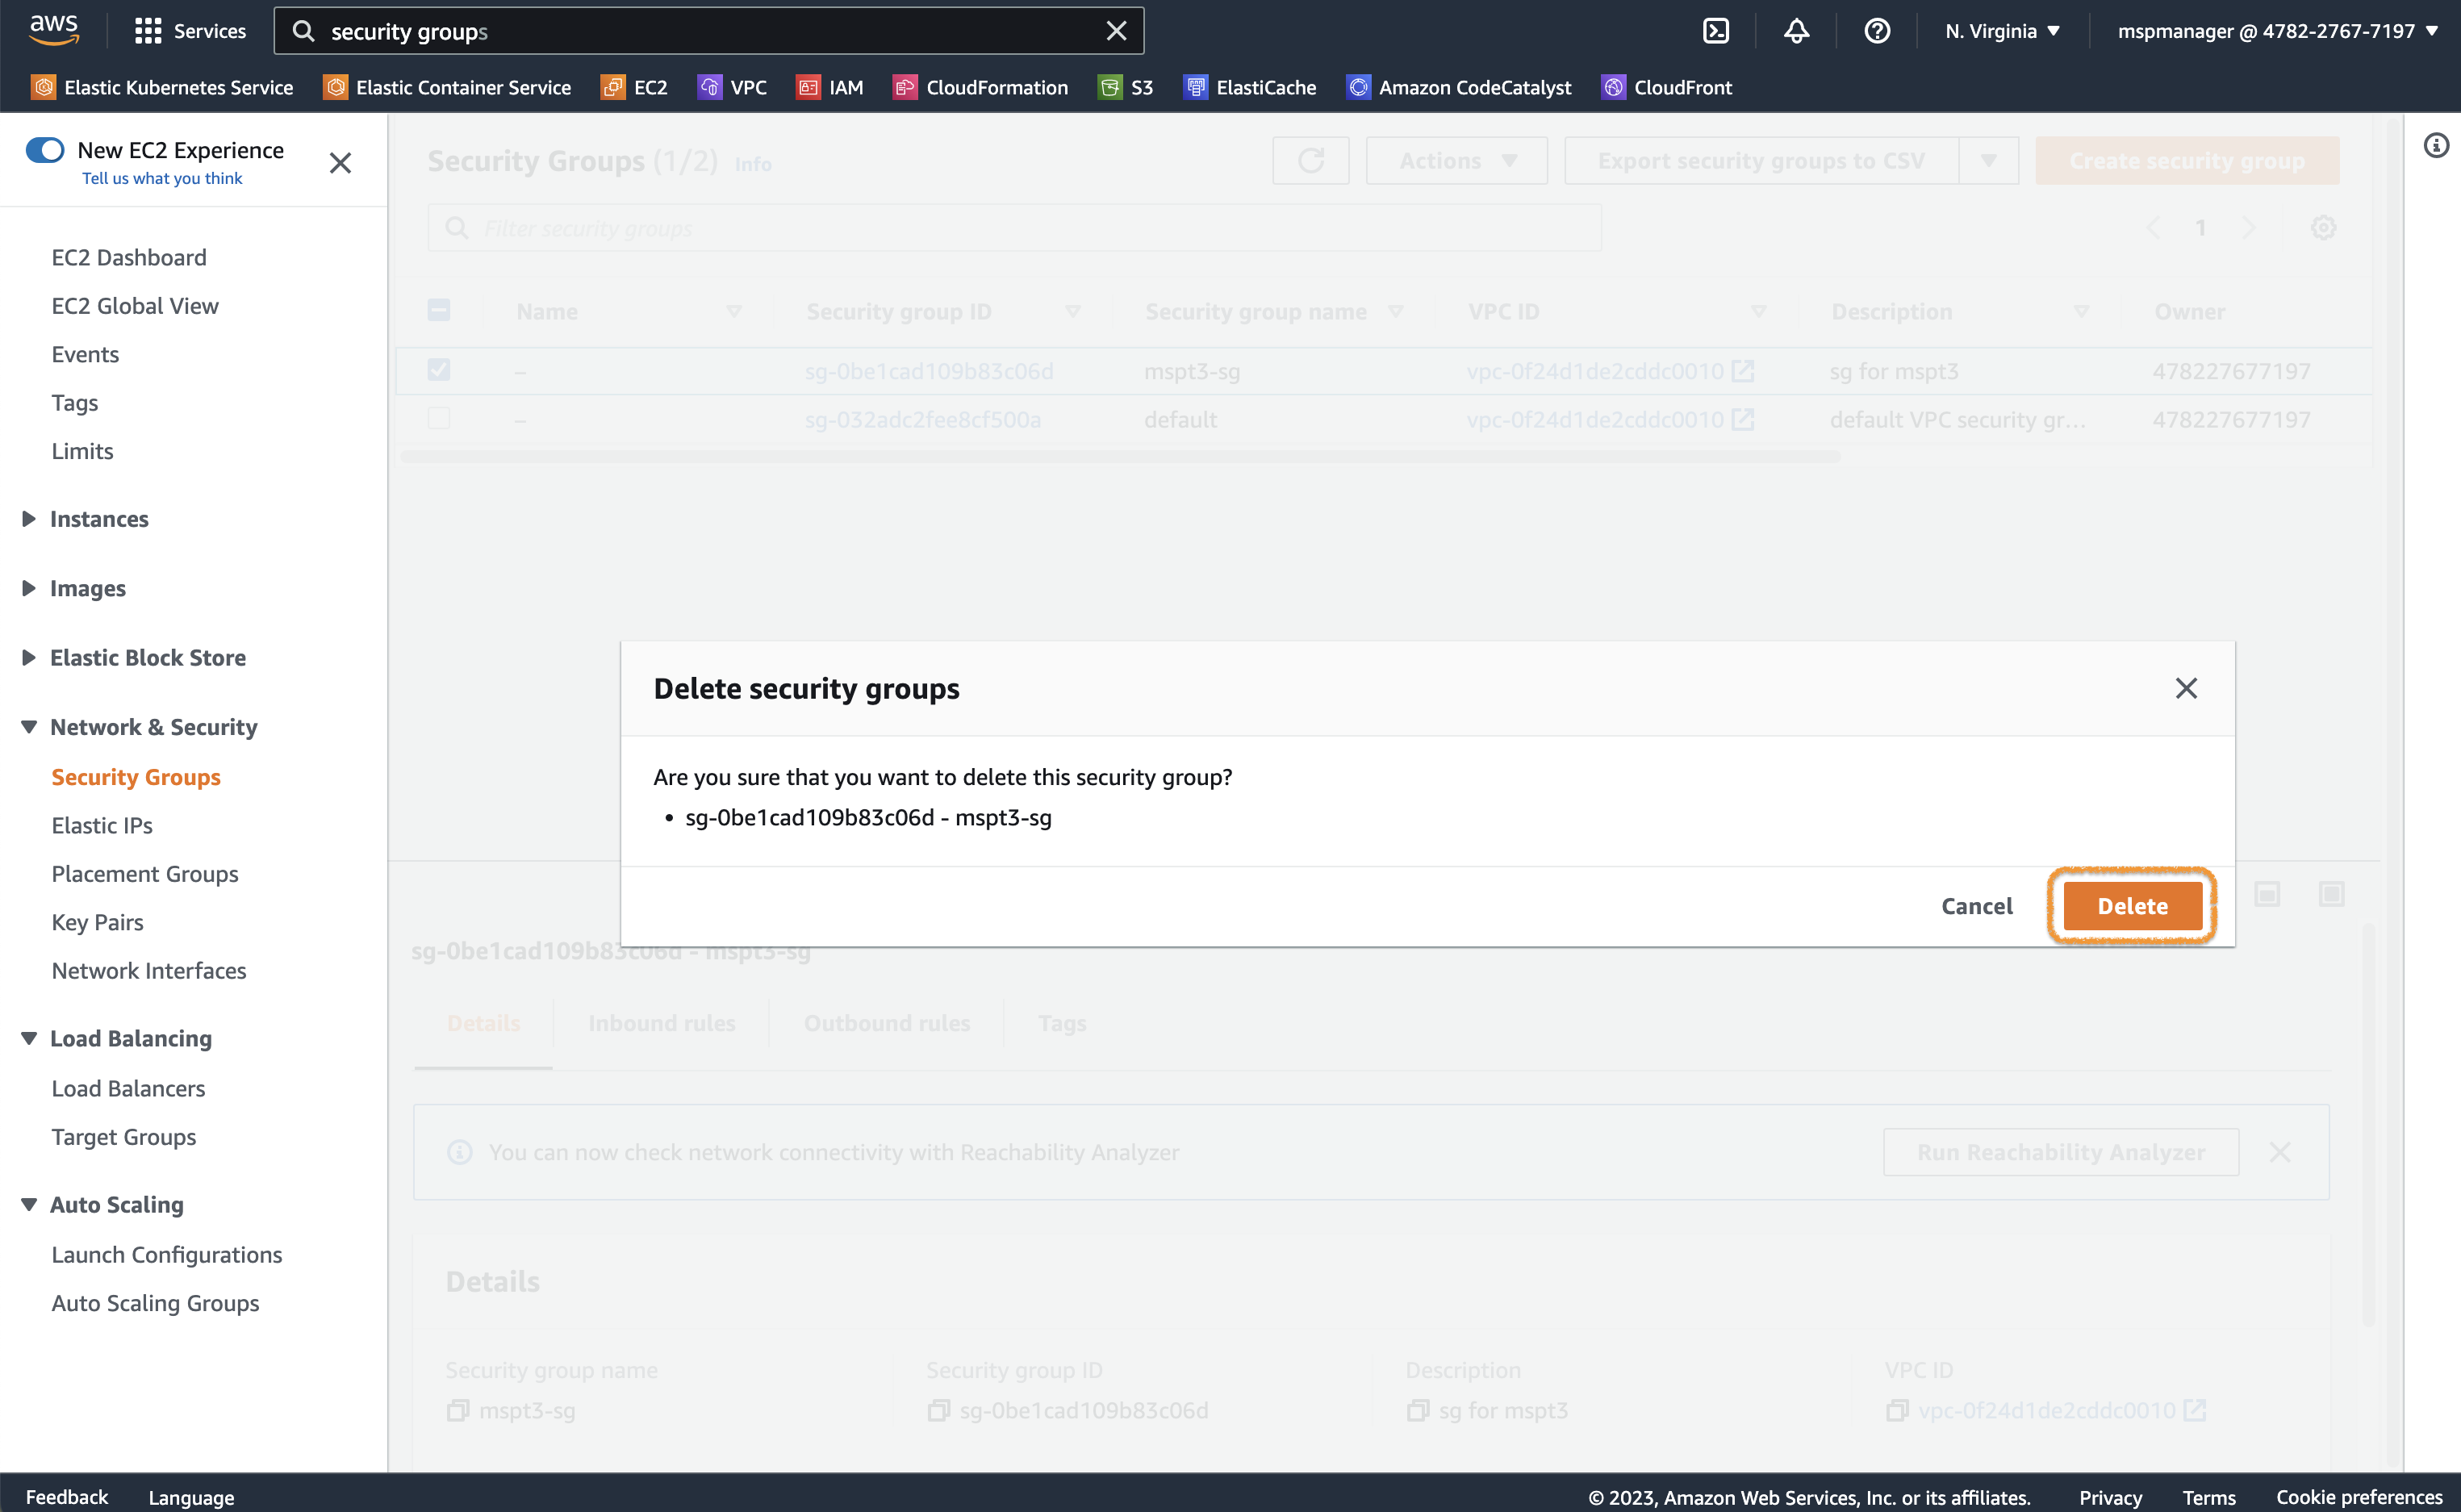 aws
Services
security groups
N. Virginia
mspmanager @ 4782-2767-7197
Elastic Kubernetes Service
Elastic Container Service
EC2
VPC
IAM
CloudFormation
S3
ElastiCache
Amazon CodeCatalyst
CloudFront
New EC2 Experience
Tell us what you think
EC2 Dashboard
EC2 Global View
Events
Tags
Limits
Instances
Images
Elastic Block Store
Network & Security
Security Groups
Elastic IPs
Placement Groups
Key Pairs
Network Interfaces
Load Balancing
Load Balancers
Target Groups
Auto Scaling
Launch Configurations
Auto Scaling Groups
Security Groups (1/2) Info
Actions
Export security groups to CSV
Create security group
Filter security groups
1
Name Security group ID Security group name VPC ID Description Owner
– sg-0be1cad109b83c06d mspt3-sg vpc-0f24d1de2cddc0010 sg for mspt3 478227677197
– sg-032adc2fee8cf500a default vpc-0f24d1de2cddc0010 default VPC security gr... 478227677197
Delete security groups
Are you sure that you want to delete this security group?
• sg-0be1cad109b83c06d - mspt3-sg
Cancel
Delete
sg-0be1cad109b83c06d - mspt3-sg
Details
Inbound rules
Outbound rules
Tags
You can now check network connectivity with Reachability Analyzer
Run Reachability Analyzer
Details
Security group name Security group ID Description VPC ID
mspt3-sg sg-0be1cad109b83c06d sg for mspt3 vpc-0f24d1de2cddc0010
Feedback
Language
© 2023, Amazon Web Services, Inc. or its affiliates.
Privacy
Terms
Cookie preferences